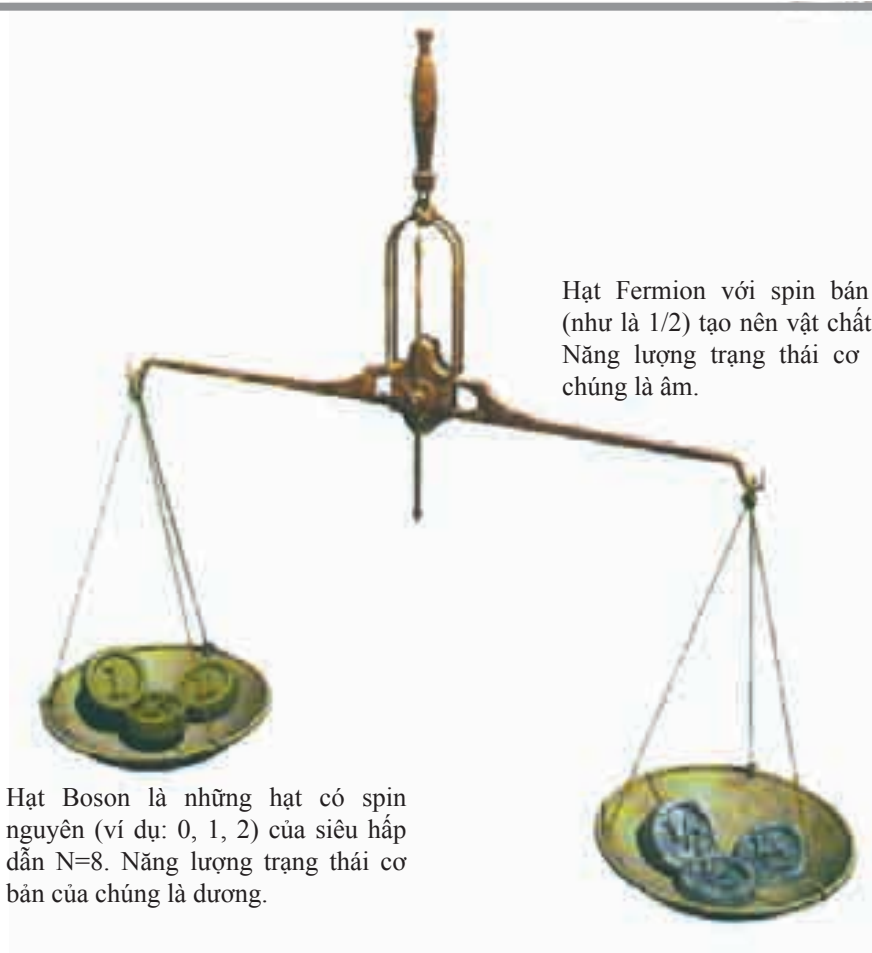 Hạt Fermion với spin bán
(như là 1/2) tạo nên vật chất
Năng lượng trạng thái cơ
chúng là âm.
Hạt Boson là những hạt có spin
nguyên (ví dụ: 0, 1, 2) của siêu hấp
dẫn N=8. Năng lượng trạng thái cơ
bản của chúng là dương.